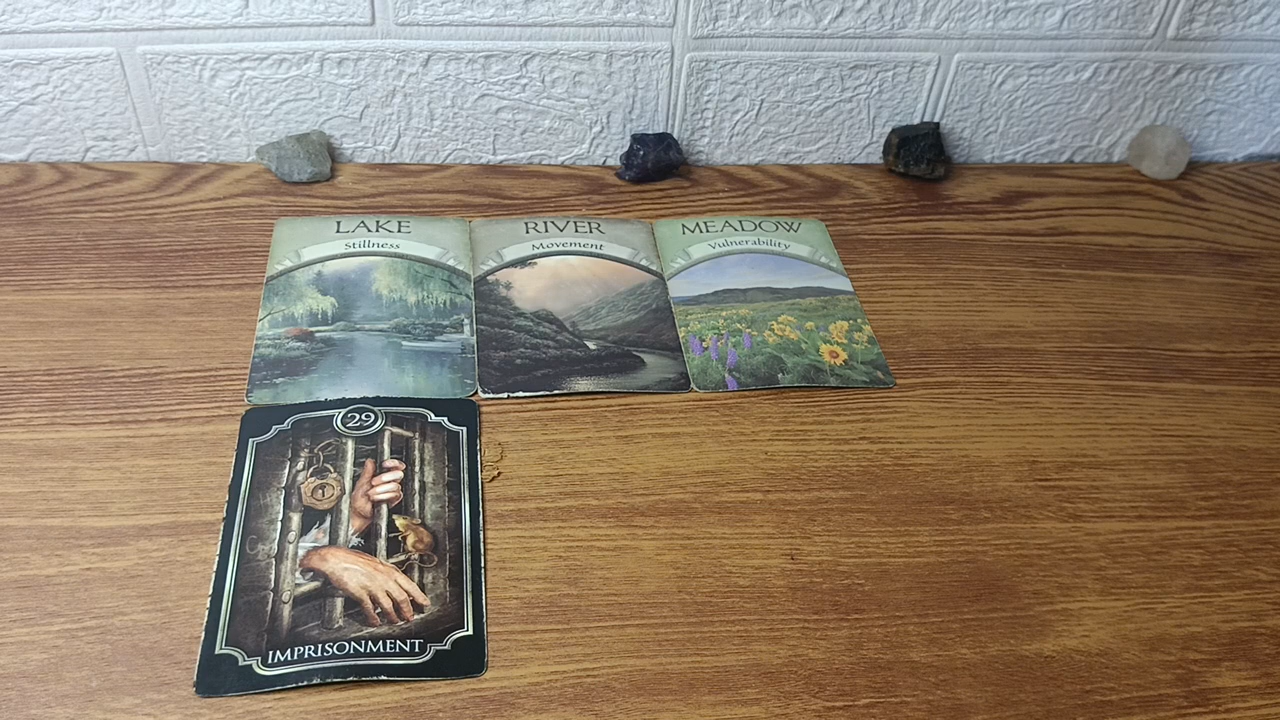 LAKE
Stillness
RIVER
Movement
MEADOW
Vulnerability
29
IMPRISONMENT